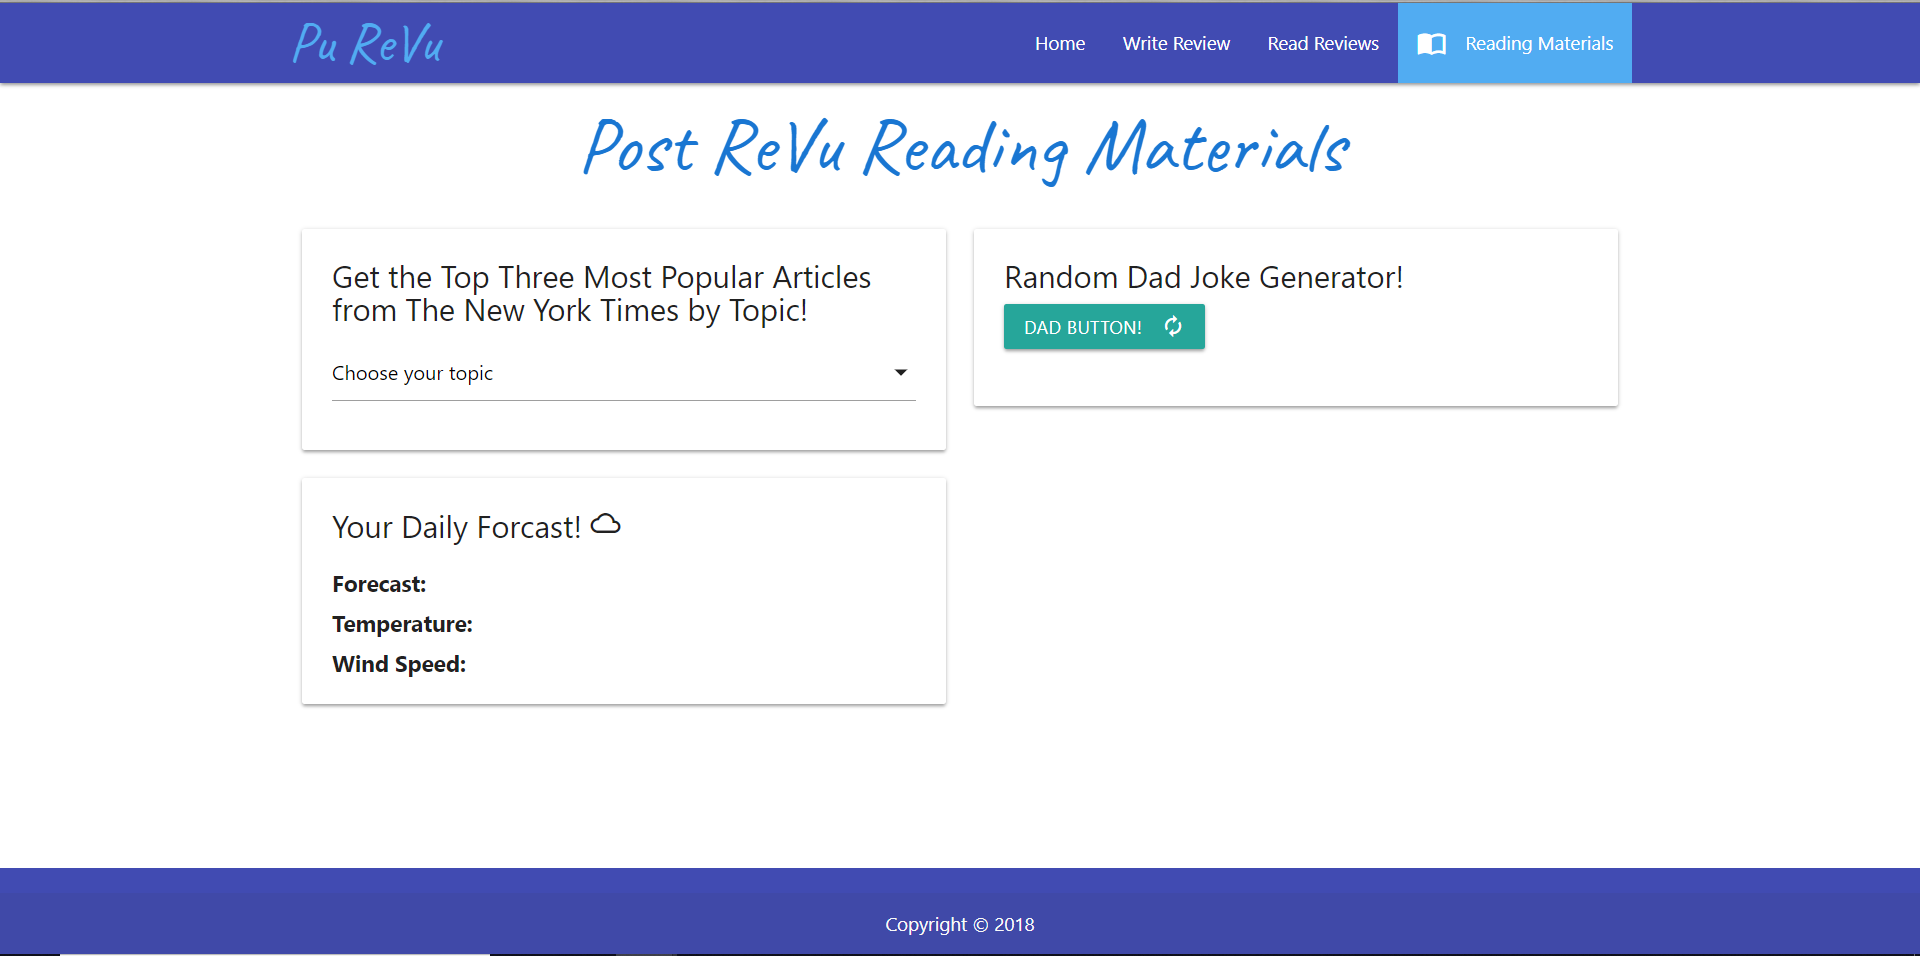 Pu ReVu
Home
Write Review
Read Reviews
Reading Materials
Post ReVu Reading Materials
Get the Top Three Most Popular Articles
from The New York Times by Topic!
Choose your topic
Random Dad Joke Generator!
DAD BUTTON!
Your Daily Forcast!
Forecast:
Temperature:
Wind Speed:
Copyright © 2018